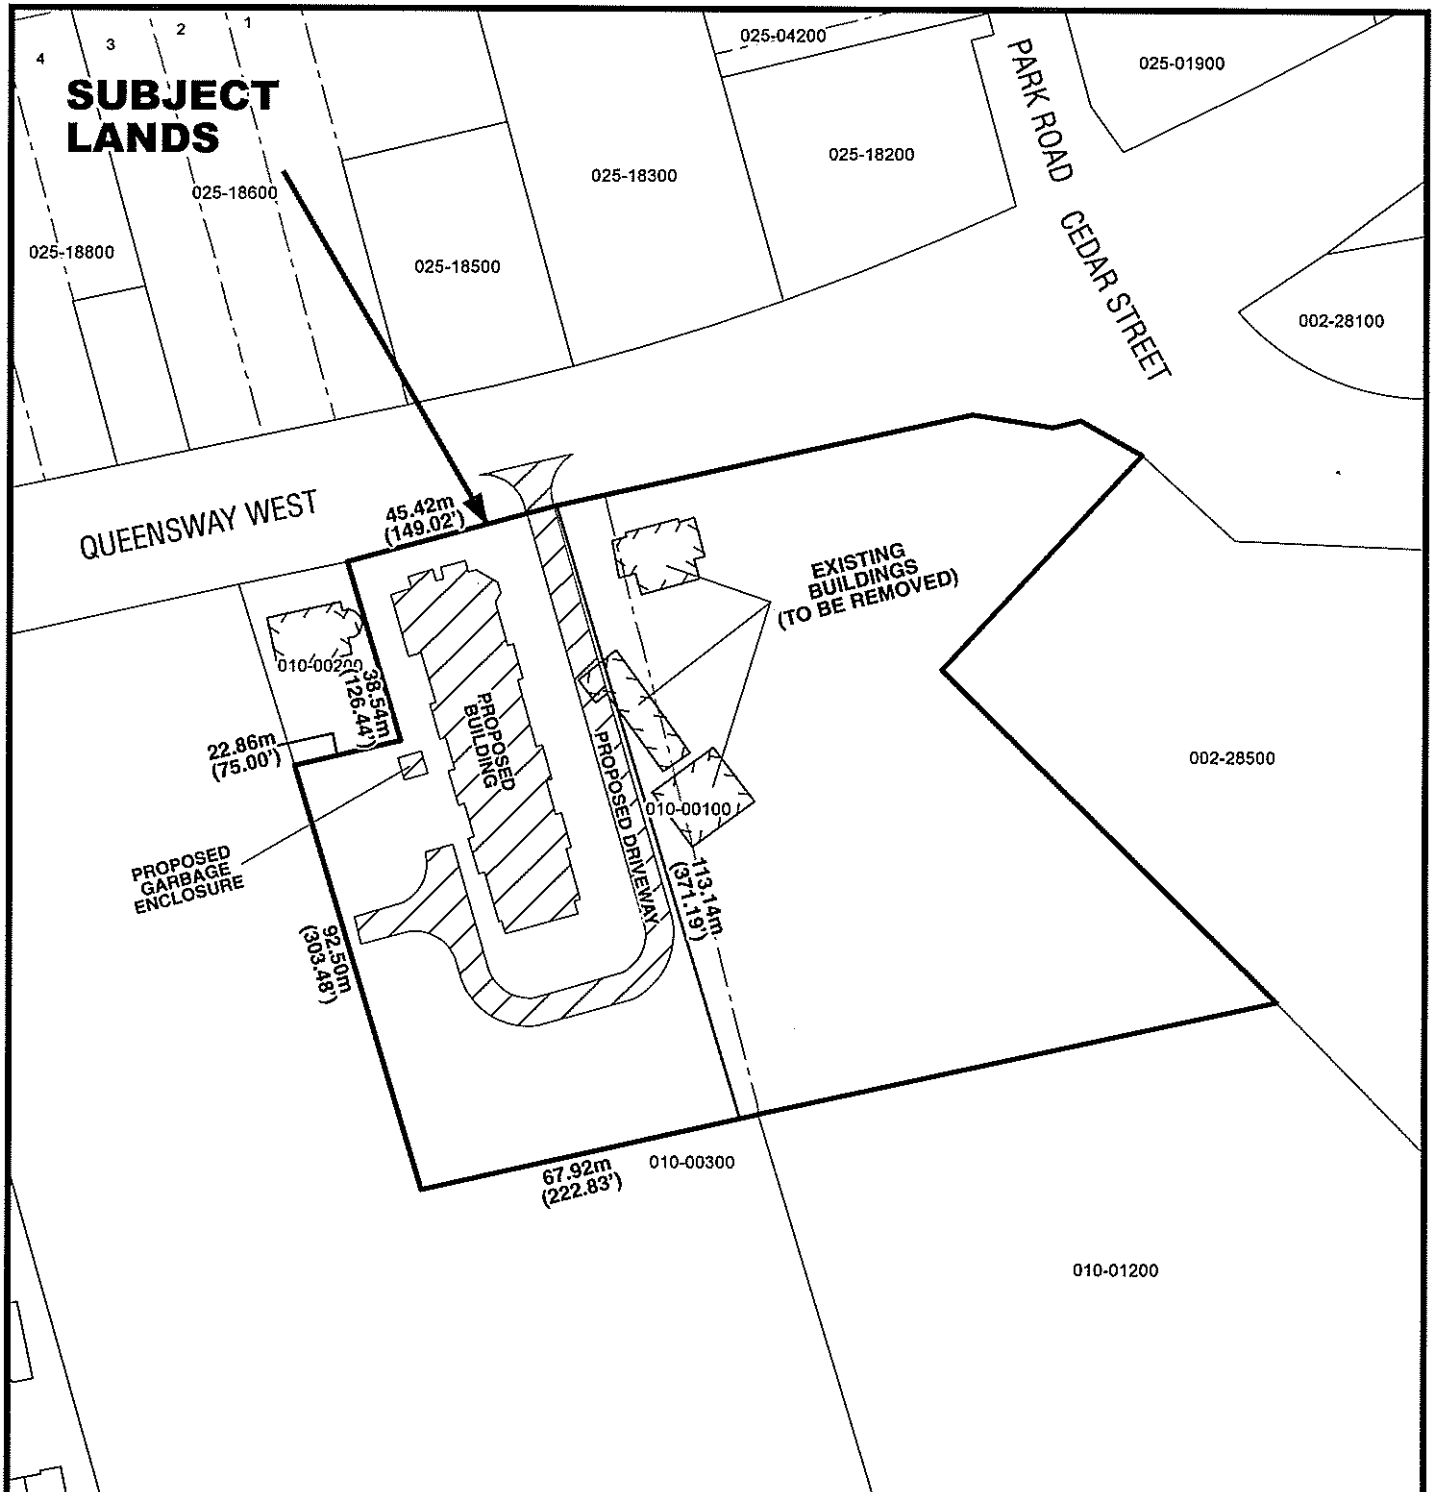 4
3
2
1
025-04200
025-01900
SUBJECT
LANDS
PARK ROAD
025-18600
025-18300
025-18200
025-18800
025-18500
CEDAR STREET
002-28100
QUEENSWAY WEST
45.42m
(149.02')
EXISTING
BUILDINGS
(TO BE REMOVED)
010-00200
38.54m
(126.44')
22.86m
(75.00')
PROPOSED
BUILDING
PROPOSED DRIVEWAY
002-28500
010-00100
PROPOSED
GARBAGE
ENCLOSURE
113.14m
(371.19')
92.50m
(303.48')
67.92m
(222.83')
010-00300
010-01200